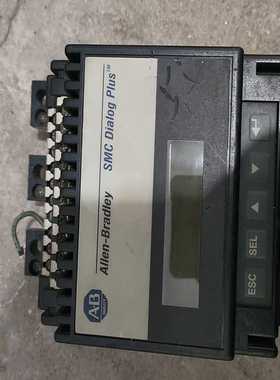 Allen-Bradley SMC Dialog Plus™
AB
ESC
SEL